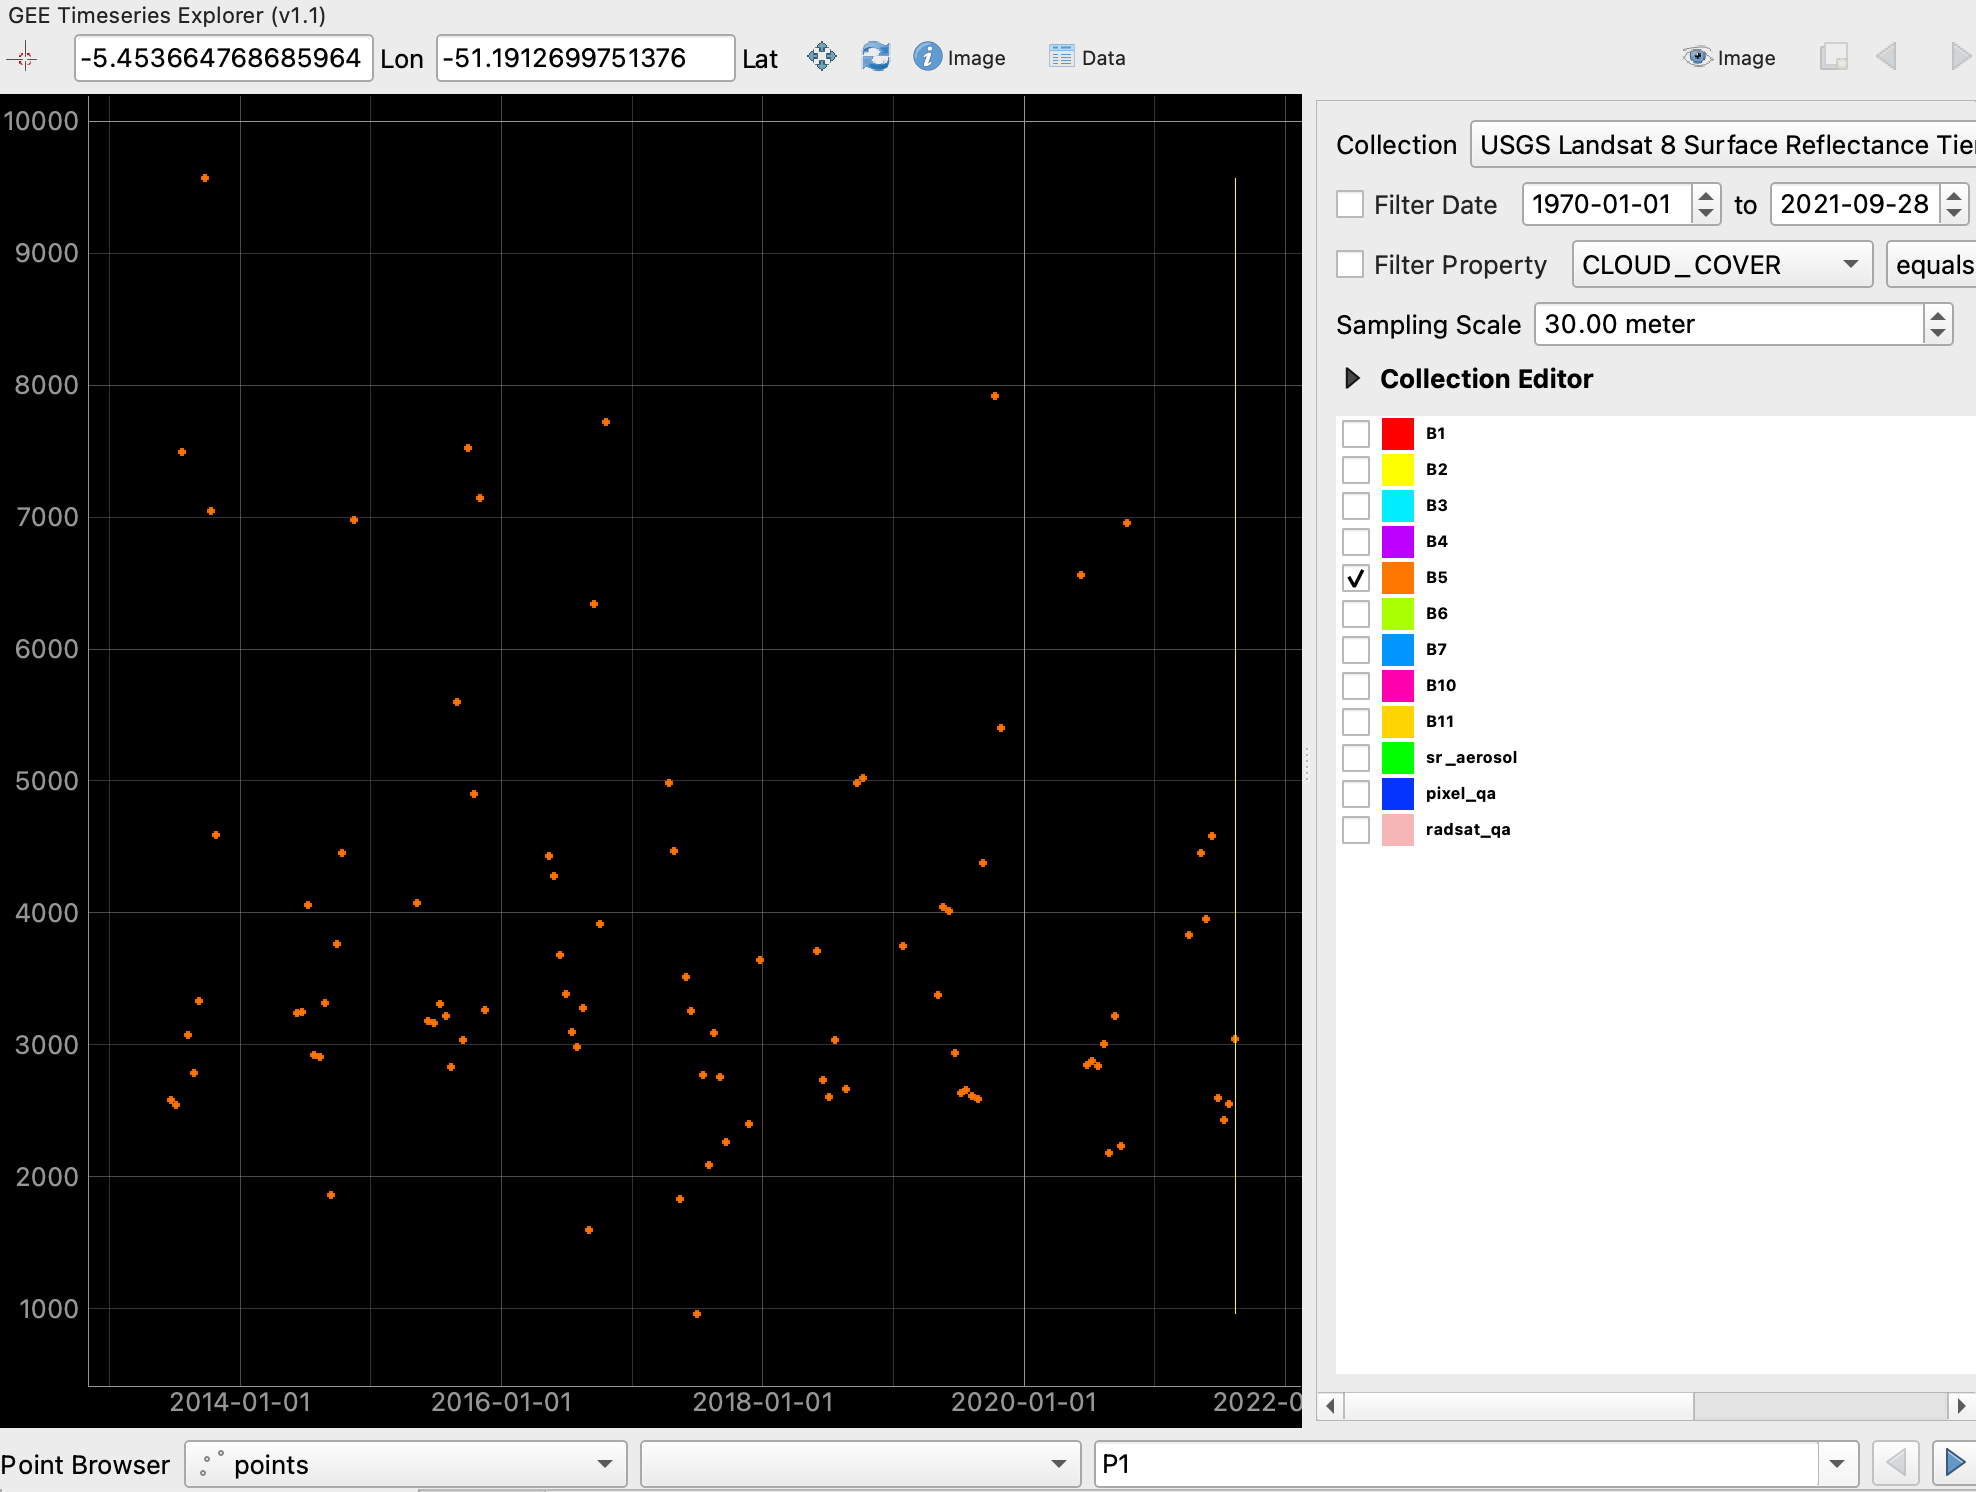 GEE Timeseries Explorer (v1.1)
-5.453664768685964 Lon -51.1912699751376 Lat Image Data Image
10000
9000
8000
7000
6000
5000
4000
3000
2000
1000
2014-01-01 2016-01-01 2018-01-01 2020-01-01 2022-0
Collection USGS Landsat 8 Surface Reflectance Tie
Filter Date 1970-01-01 to 2021-09-28
Filter Property CLOUD_COVER equals
Sampling Scale 30.00 meter
Collection Editor
B1
B2
B3
B4
B5
B6
B7
B10
B11
sr_aerosol
pixel_qa
radsat_qa
Point Browser points P1